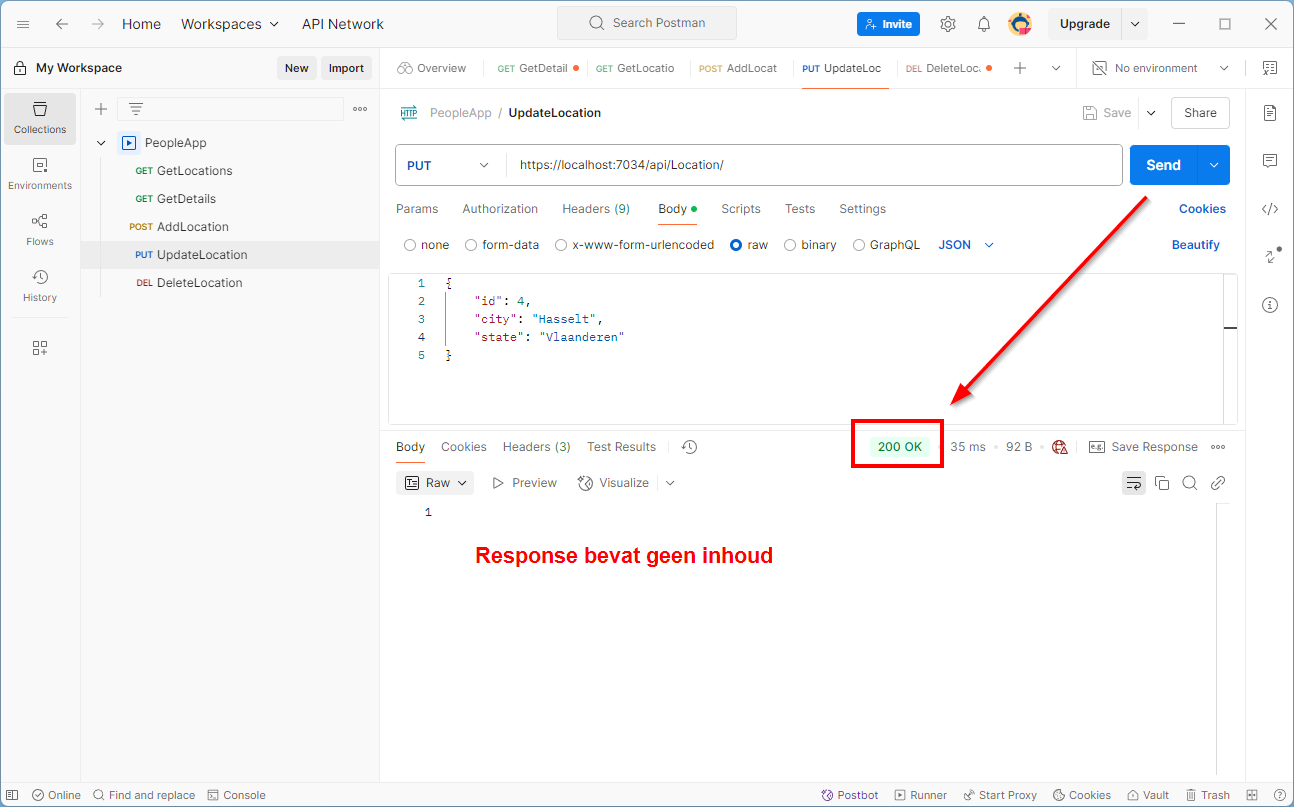 Home Workspaces API Network Search Postman Invite Upgrade
My Workspace New Import Overview GET GetDetail GET GetLocatio POST AddLocat PUT UpdateLoc DEL DeleteLoc No environment
Collections
Environments
Flows
History
PeopleApp
GET GetLocations
GET GetDetails
POST AddLocation
PUT UpdateLocation
DEL DeleteLocation
HTTP PeopleApp / UpdateLocation Save Share
PUT https://localhost:7034/api/Location/ Send
Params Authorization Headers (9) Body Scripts Tests Settings Cookies
none form-data x-www-form-urlencoded raw binary GraphQL JSON Beautify
1 {
2 "id": 4,
3 "city": "Hasselt",
4 "state": "Vlaanderen"
5 }
Body Cookies Headers (3) Test Results 200 OK 35 ms 92 B e.g. Save Response
Raw Preview Visualize
1
Response bevat geen inhoud
Online Find and replace Console Postbot Runner Start Proxy Cookies Vault Trash